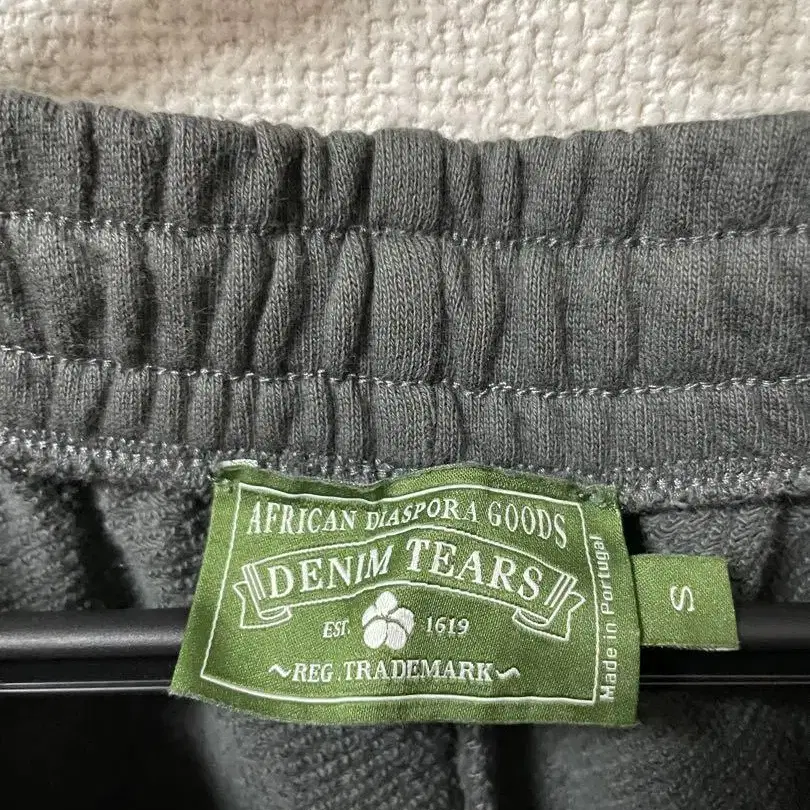 AFRICAN DIASPORA GOODS
DENIM TEARS
EST. 1619
~REG. TRADEMARK~
Made in Portugal
S